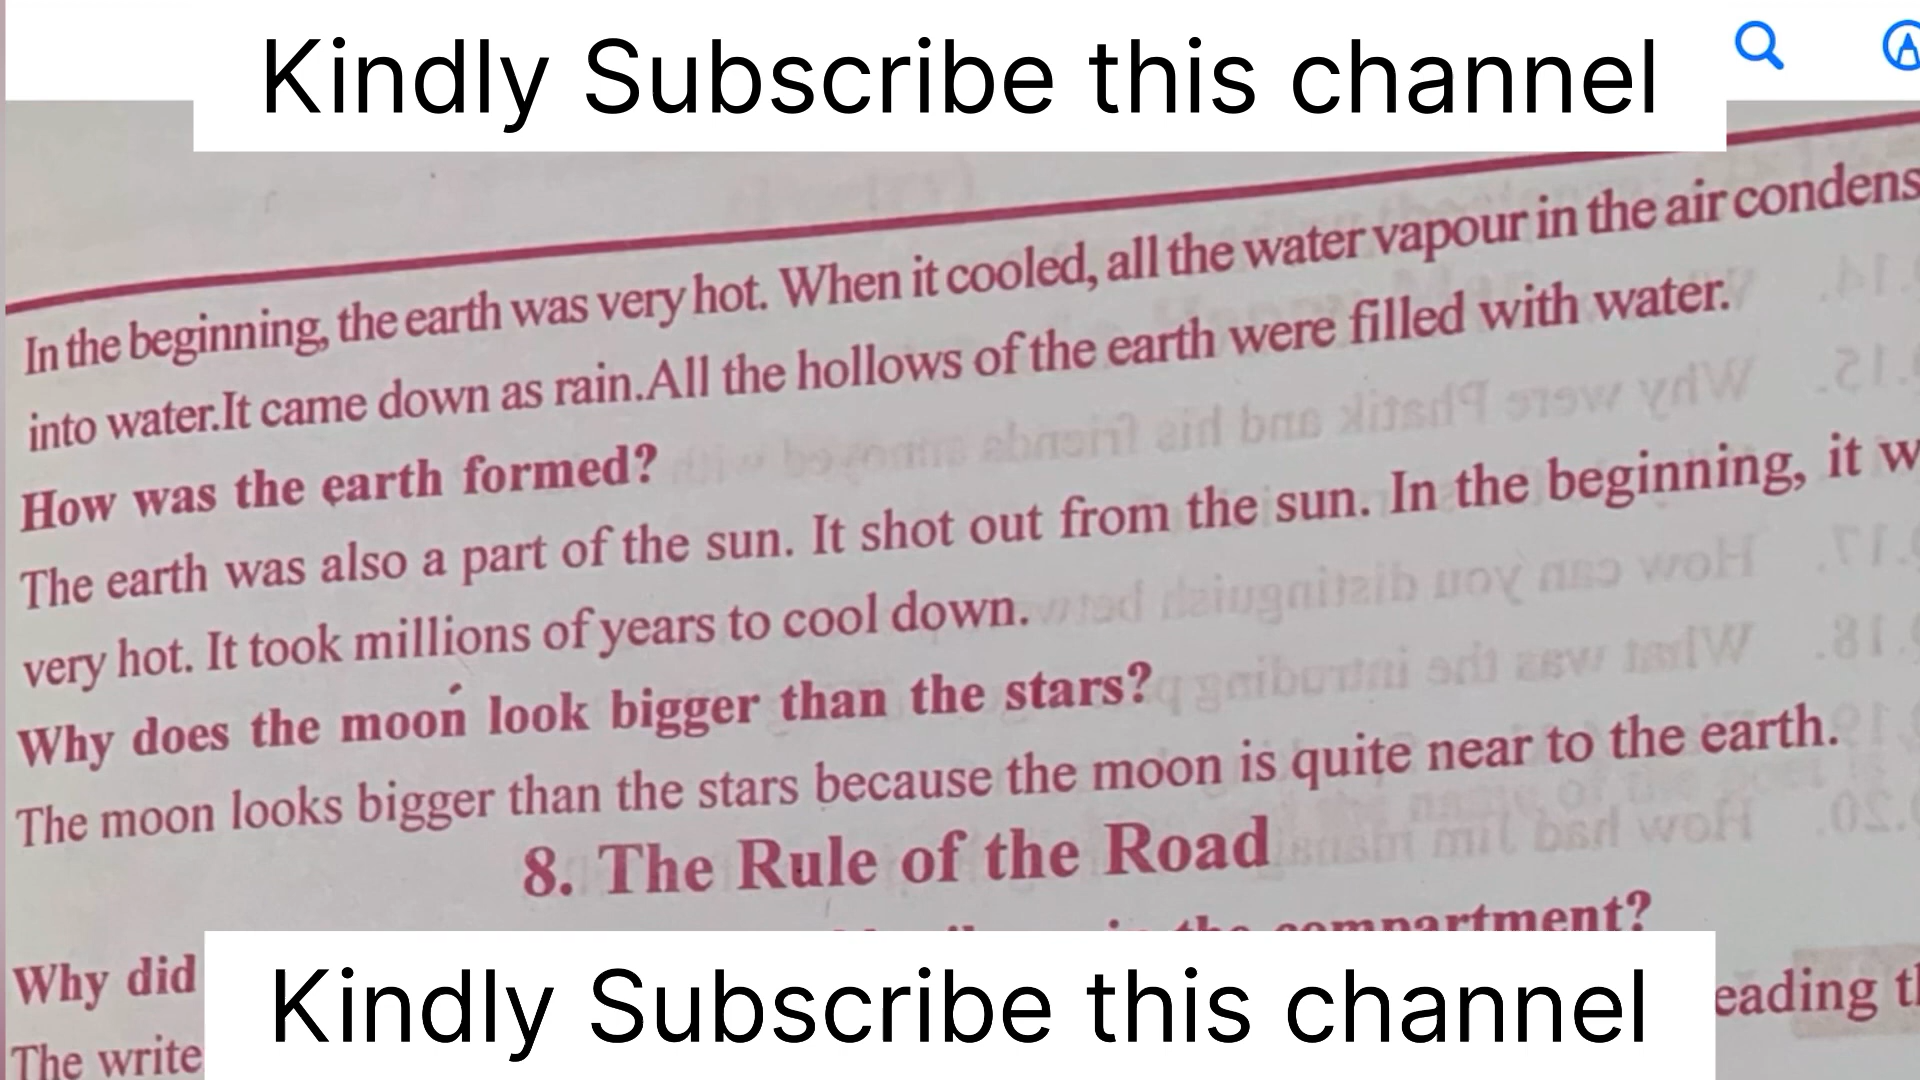 Kindly Subscribe this channel
In the beginning, the earth was very hot. When it cooled, all the water vapour in the air condens
into water.It came down as rain.All the hollows of the earth were filled with water.
How was the earth formed?
The earth was also a part of the sun. It shot out from the sun. In the beginning, it w
very hot. It took millions of years to cool down.
Why does the moon look bigger than the stars?
The moon looks bigger than the stars because the moon is quite near to the earth.
8. The Rule of the Road
in the compartment?
Why did
Kindly Subscribe this channel
eading th
The write